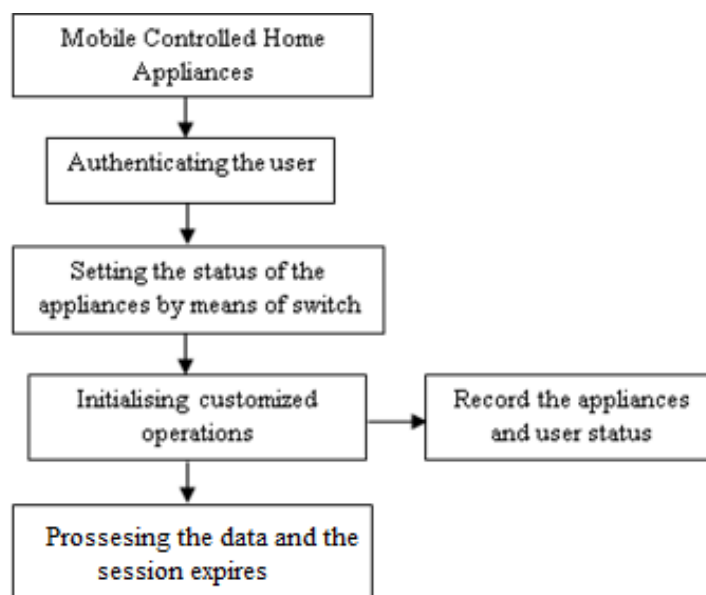 Mobile Controlled Home
Appliances
Authenticating the user
Setting the status of the
appliances by means of switch
Initialising customized
operations
Record the appliances
and user status
Prossesing the data and the
session expires